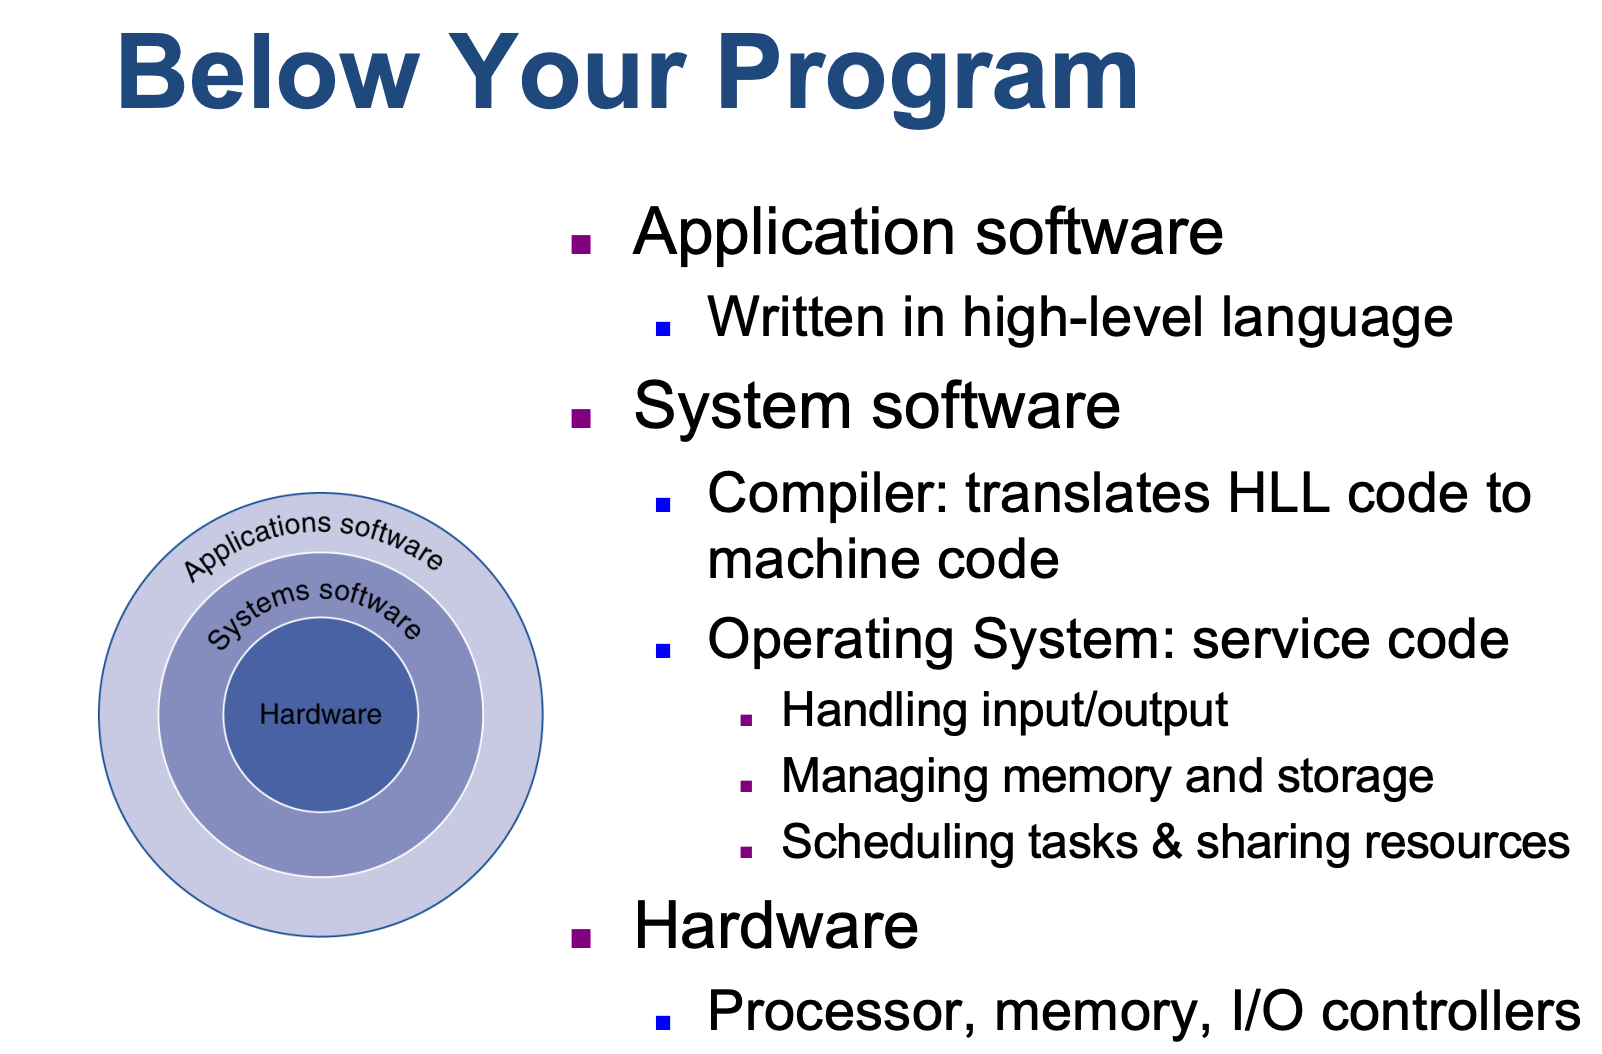 Below Your Program
Application software
Written in high-level language
System software
Compiler: translates HLL code to
machine code
Operating System: service code
Handling input/output
Managing memory and storage
Scheduling tasks & sharing resources
Hardware
Processor, memory, I/O controllers
Applications software
Systems software
Hardware